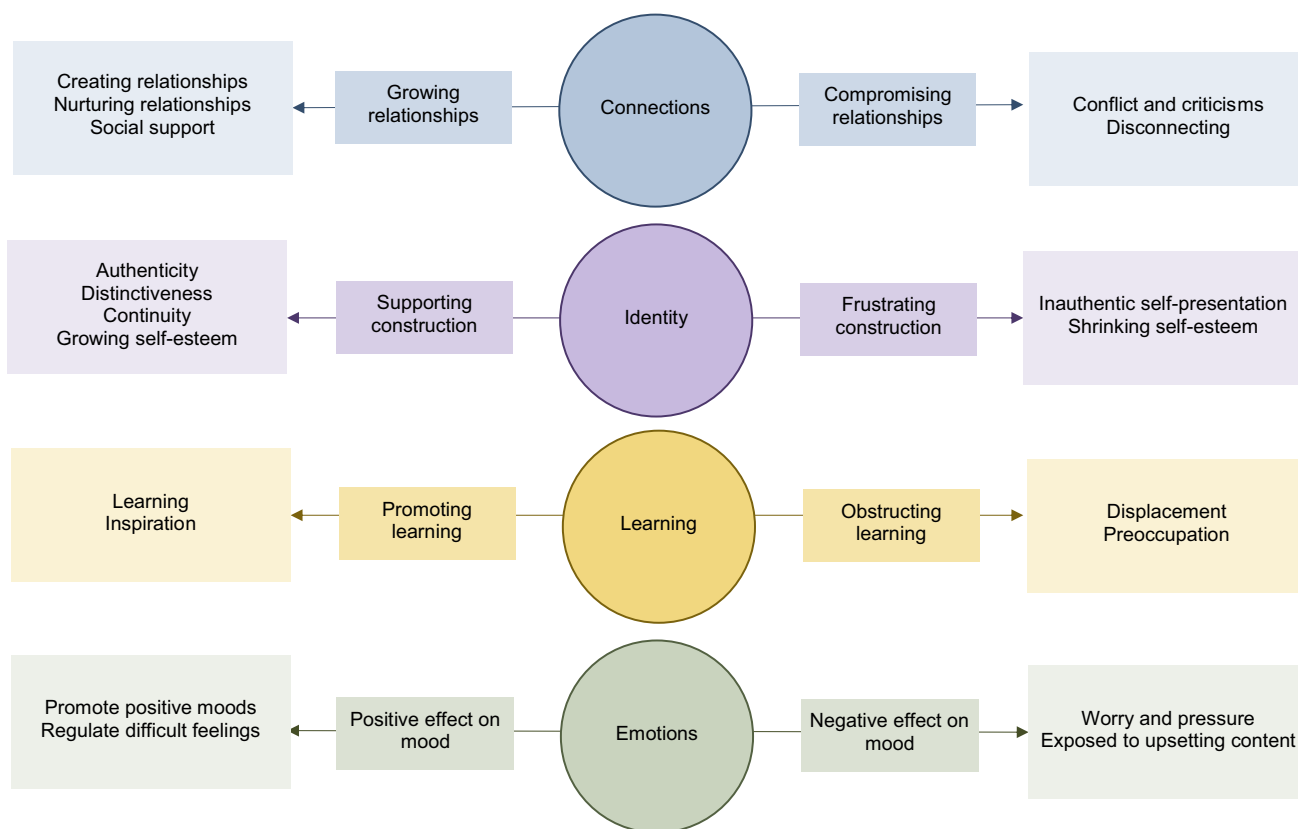 Creating relationships
Nurturing relationships
Social support
Growing
relationships
Connections
Compromising
relationships
Conflict and criticisms
Disconnecting
Authenticity
Distinctiveness
Continuity
Growing self-esteem
Supporting
construction
Identity
Frustrating
construction
Inauthentic self-presentation
Shrinking self-esteem
Learning
Inspiration
Promoting
learning
Learning
Obstructing
learning
Displacement
Preoccupation
Promote positive moods
Regulate difficult feelings
Positive effect on
mood
Emotions
Negative effect on
mood
Worry and pressure
Exposed to upsetting content